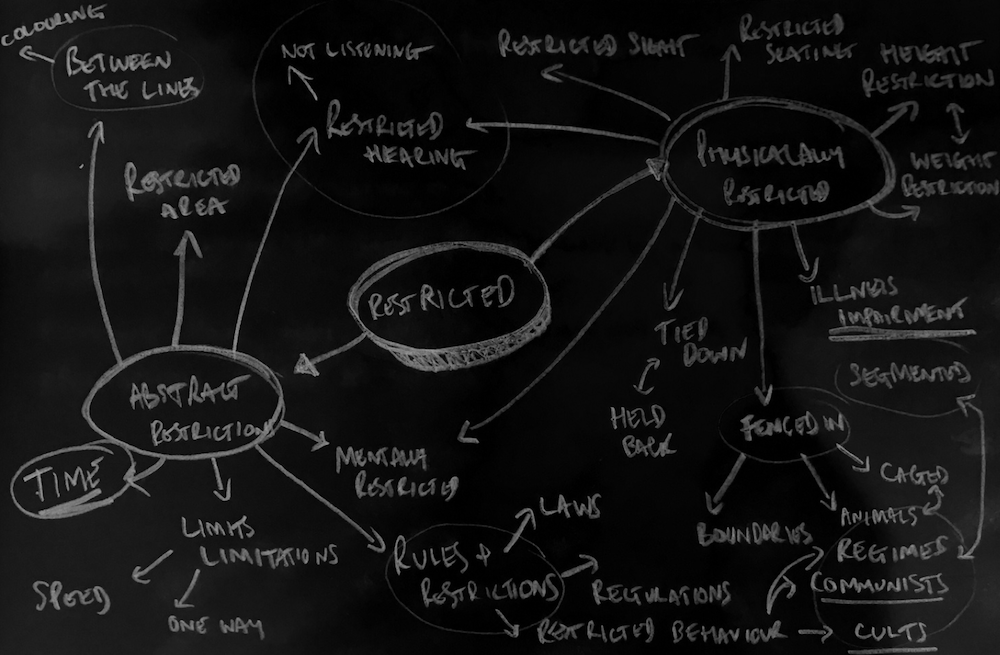 COLOURING
BETWEEN
THE LINES
NOT LISTENING
RESTRICTED
HEARING
RESTRICTED SIGHT
RESTRICTED
SEATING
HEIGHT
RESTRICTION
WEIGHT
RESTRICTION
PHYSICALLY
RESTRICTED
RESTRICTED
AREA
RESTRICTED
ILLNESS
IMPAIRMENT
TIED
DOWN
HELD
BACK
SEGMENTED
FENCED IN
CAGED
ANIMALS
BOUNDARIES
REGIMES
COMMUNISTS
CULTS
ABSTRACT
RESTRICTION
TIME
MENTALLY
RESTRICTED
LIMITS
LIMITATIONS
SPEED
ONE WAY
RULES +
RESTRICTIONS
LAWS
REGULATIONS
RESTRICTED BEHAVIOUR